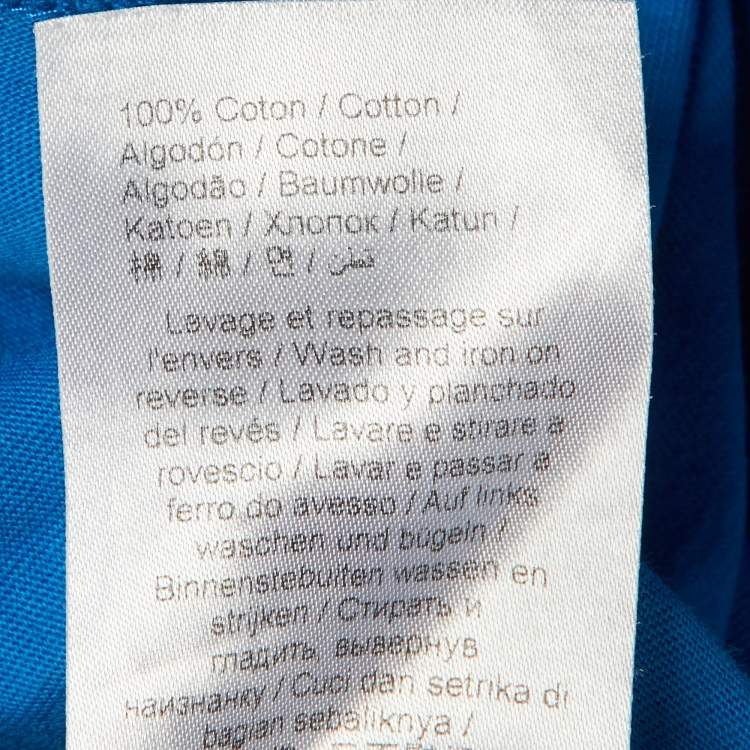 100% Coton / Cotton /
Algodón / Cotone /
Algodão / Baumwolle /
Katoen / Хлопок / Katun /
棉 / 綿 / 면 / قطن
Lavage et repassage sur
l'envers / Wash and iron on
reverse / Lavado y planchado
del revés / Lavare e stirare a
rovescio / Lavar e passar a
ferro do avesso / Auf links
waschen und bügeln /
Binnenstebuiten wassen en
strijken / Стирать и
гладить, вывернув
наизнанку / Cuci dan setrika di
bagian sebaliknya /